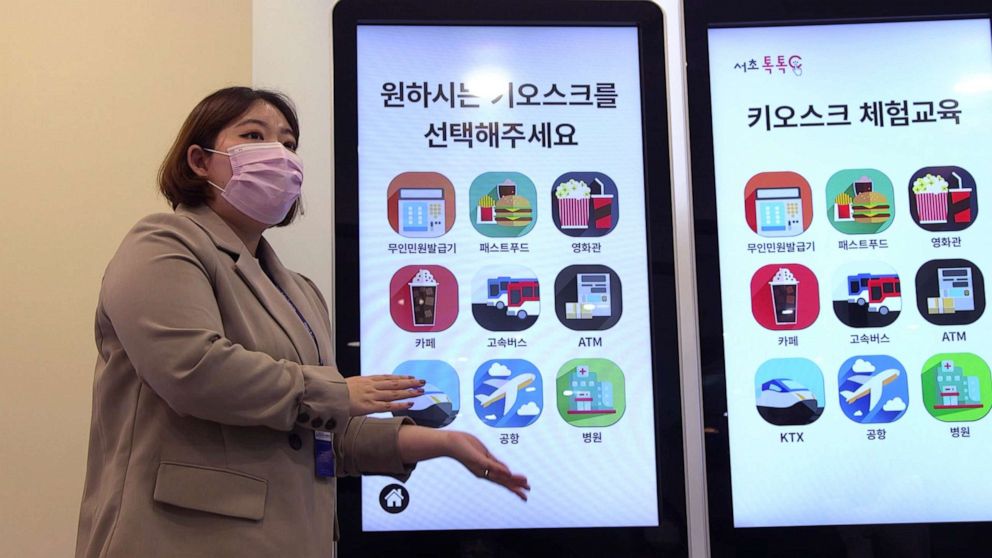 원하시는 키오스크를
선택해주세요
무인민원발급기 패스트푸드 영화관
카페 고속버스 ATM
공항 병원
서초 톡톡C
키오스크 체험교육
무인민원발급기 패스트푸드 영화관
카페 고속버스 ATM
KTX 공항 병원